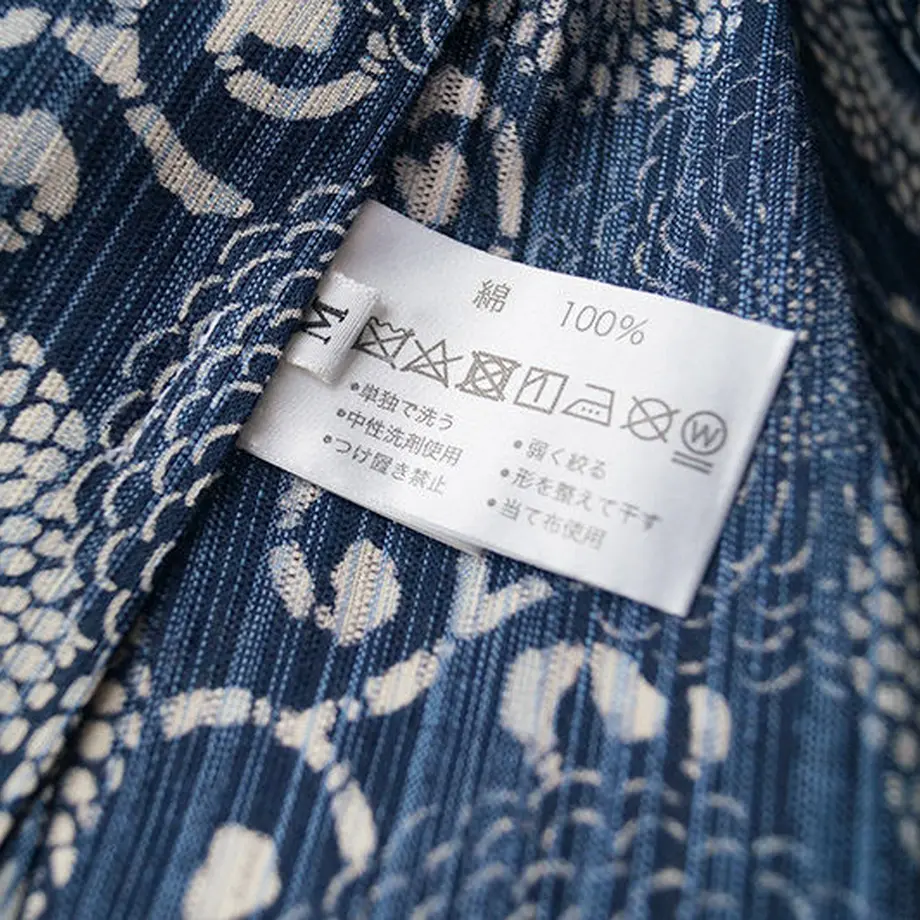 綿 100%
M
W
•単独で洗う
•中性洗剤使用
•つけ置き禁止
•弱く絞る
•形を整えて干す
•当て布使用